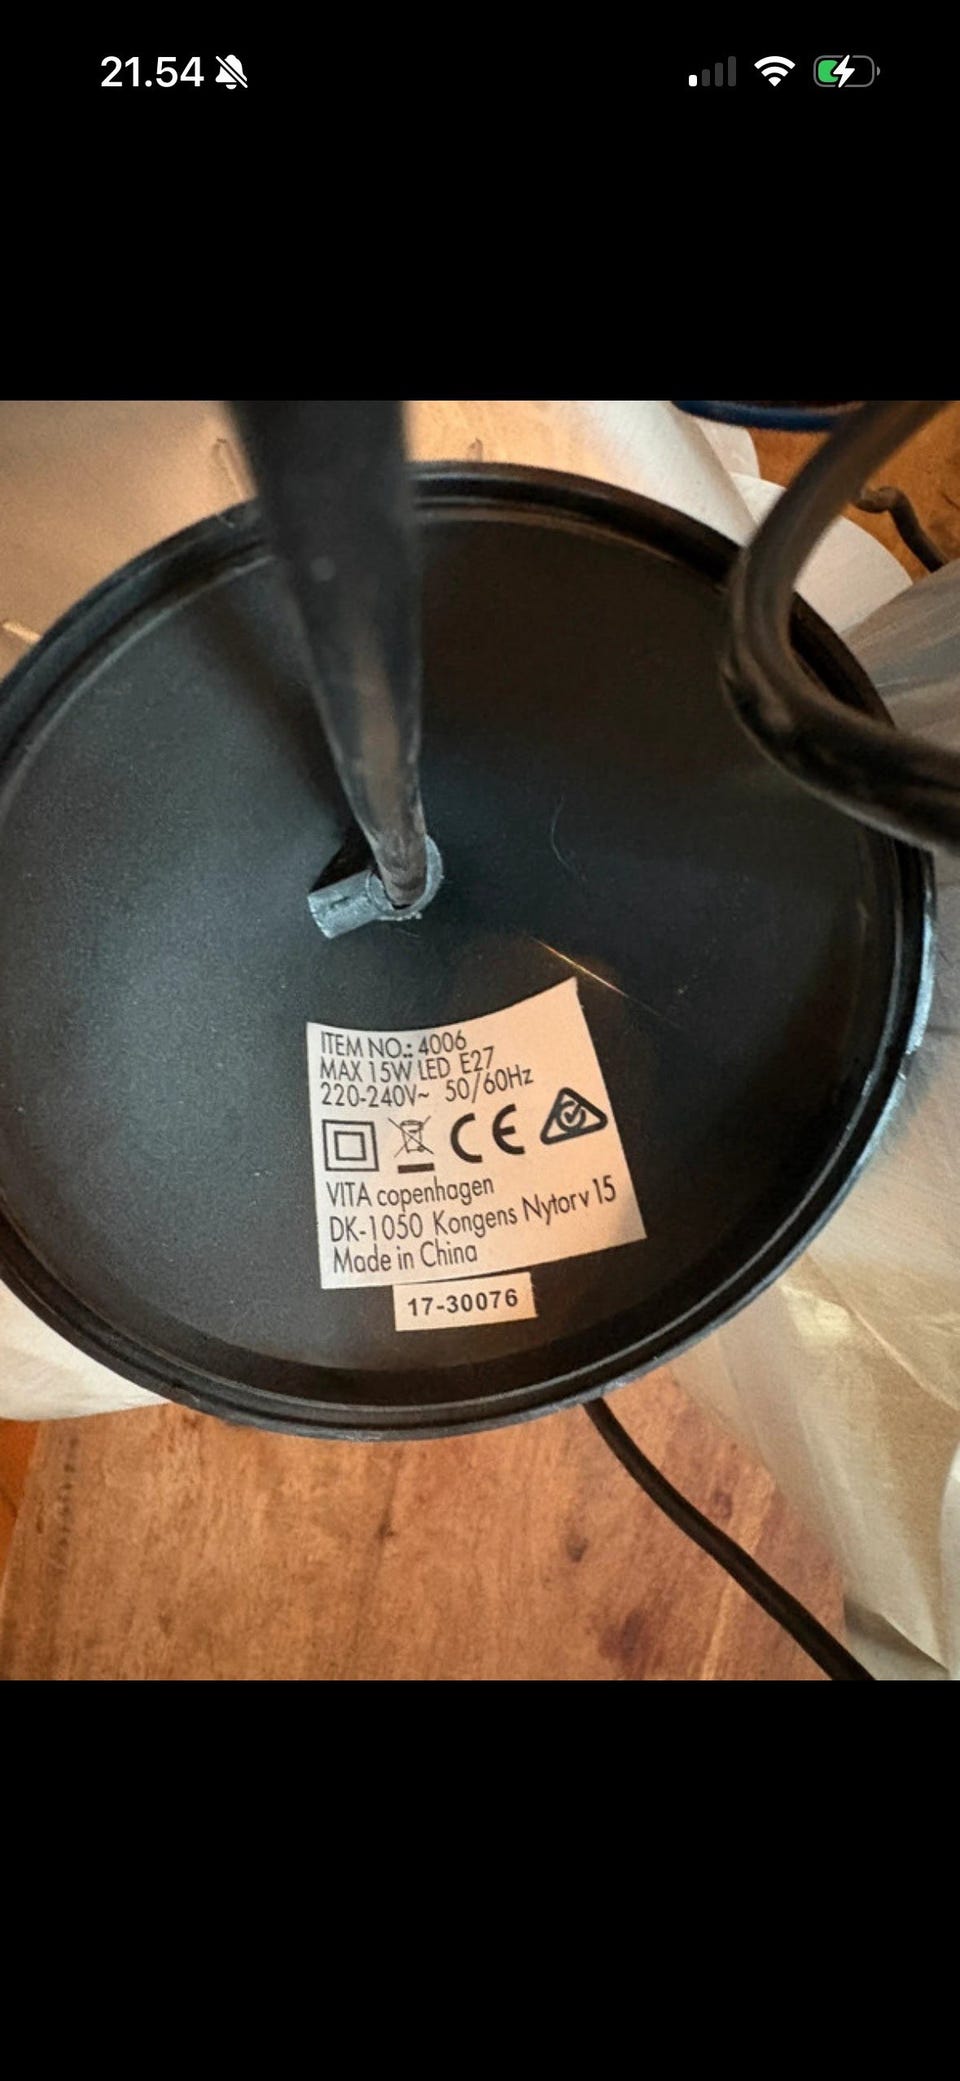 21.54
ITEM NO.: 4006
MAX 15W LED E27
220-240V~ 50/60Hz
CE
VITA copenhagen
DK-1050 Kongens Nytorv 15
Made in China
17-30076